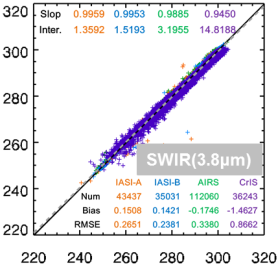 320
Slop 0.9959 0.9953 0.9885 0.9450
Inter. 1.3592 1.5193 3.1955 14.8188
300
280
260
SWIR(3.8μm)
IASI-A IASI-B AIRS CrIS
240
Num 43437 35031 112060 36243
Bias 0.1508 0.1421 -0.1746 -1.4627
RMSE 0.2651 0.2381 0.3380 0.8662
220
220 240 260 280 300 320